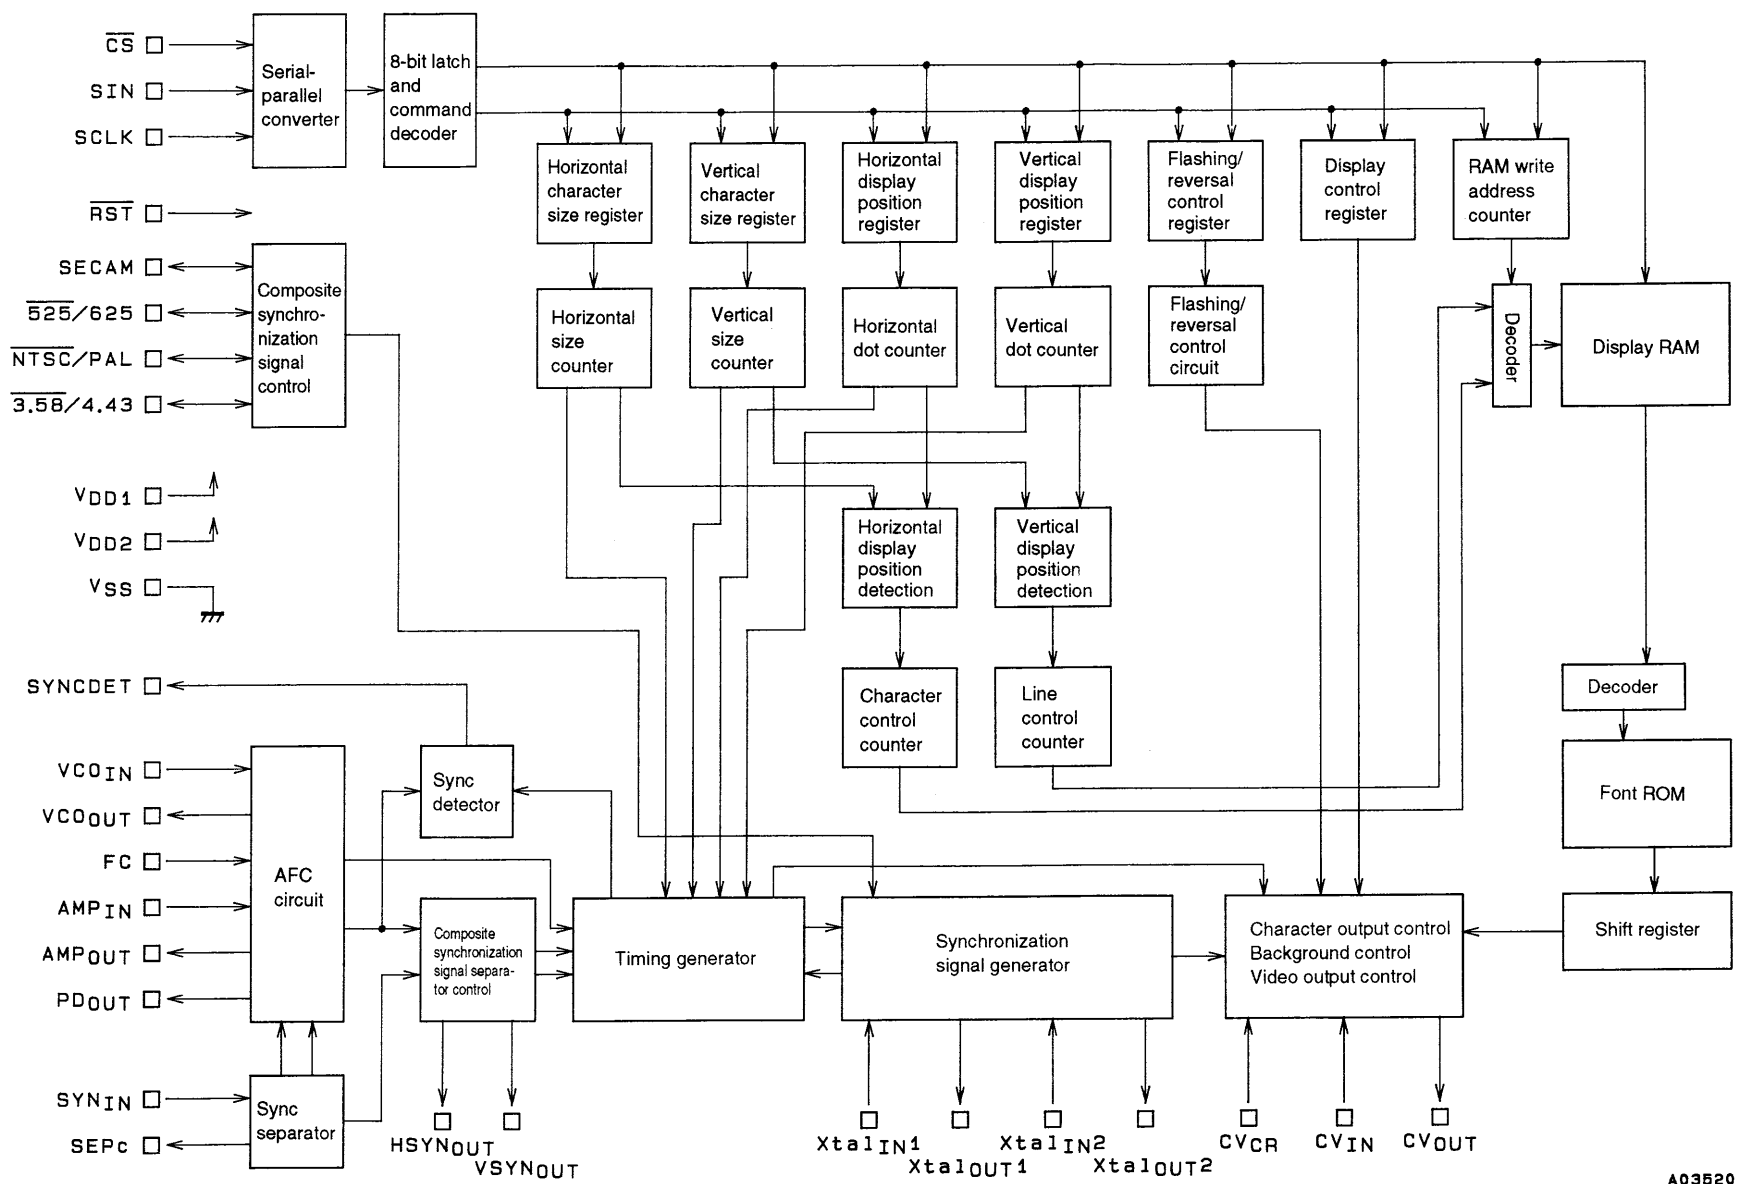 CS
SIN
SCLK
RST
SECAM
525/625
NTSC/PAL
3.58/4.43
VDD1
VDD2
VSS
SYNCDET
VCOIN
VCOOUT
FC
AMPIN
AMPOUT
PDOUT
SYNIN
SEPC
Serial-
parallel
converter
8-bit latch
and
command
decoder
Horizontal
character
size register
Vertical
character
size register
Horizontal
display
position
register
Vertical
display
position
register
Flashing/
reversal
control
register
Display
control
register
RAM write
address
counter
Composite
synchro-
nization
signal
control
Horizontal
size
counter
Vertical
size
counter
Horizontal
dot counter
Vertical
dot counter
Flashing/
reversal
control
circuit
Decoder
Display RAM
Horizontal
display
position
detection
Vertical
display
position
detection
Character
control
counter
Line
control
counter
Decoder
Font ROM
Shift register
Sync
detector
AFC
circuit
Composite
synchronization
signal separa-
tor control
Timing generator
Synchronization
signal generator
Character output control
Background control
Video output control
Sync
separator
HSYNOUT
VSYNOUT
XtalIN1
XtalOUT1
XtalIN2
XtalOUT2
CVCR
CVIN
CVOUT
A03520